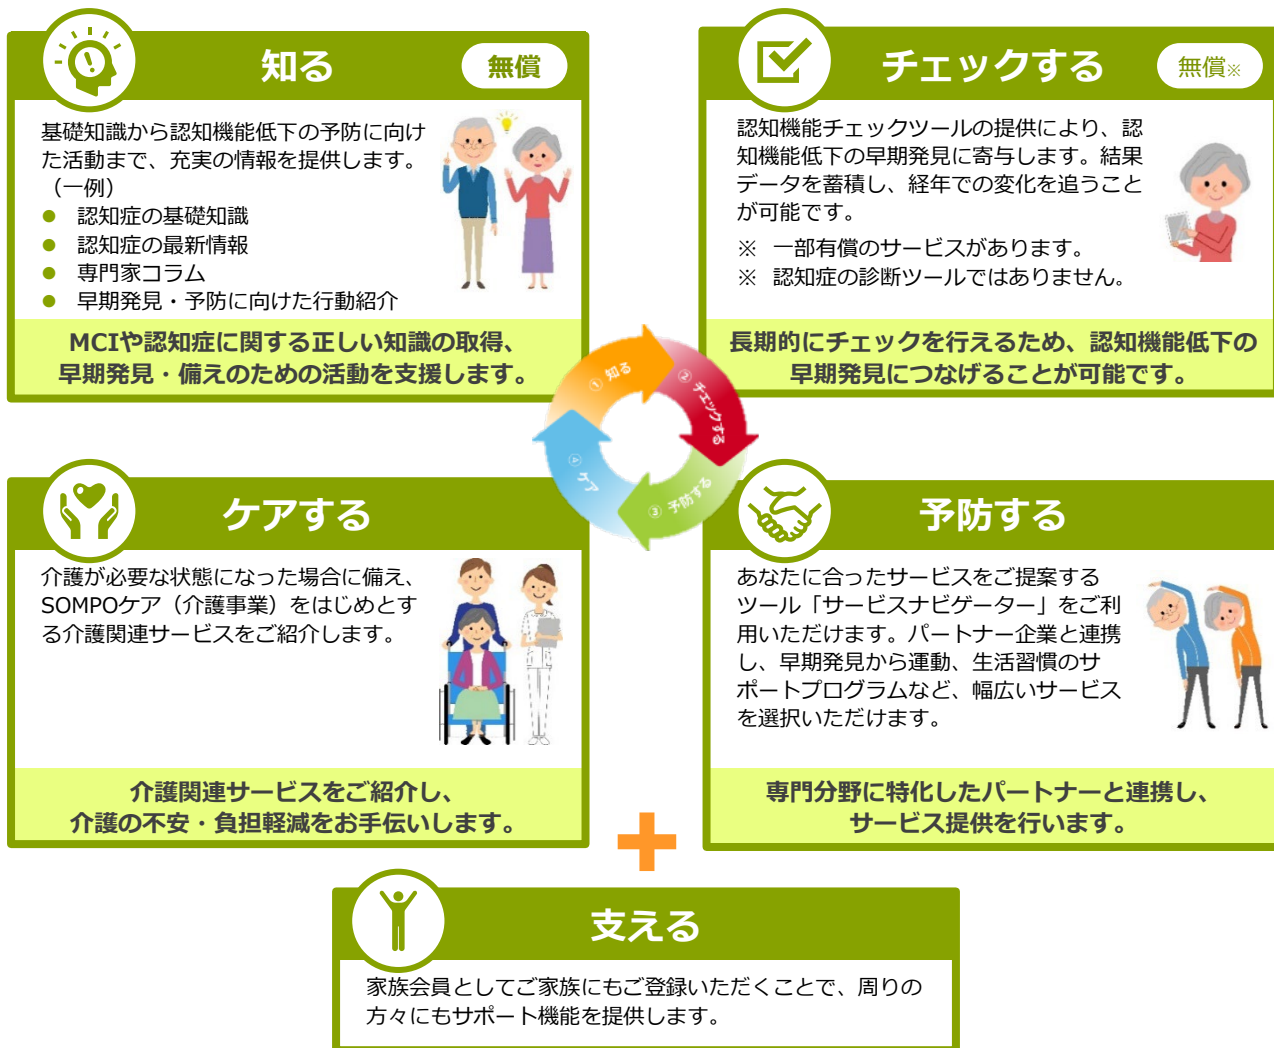 知る
無償
基礎知識から認知機能低下の予防に向け
た活動まで、充実の情報を提供します。
（一例）
● 認知症の基礎知識
● 認知症の最新情報
● 専門家コラム
● 早期発見・予防に向けた行動紹介
MCIや認知症に関する正しい知識の取得、
早期発見・備えのための活動を支援します。
チェックする
無償※
認知機能チェックツールの提供により、認
知機能低下の早期発見に寄与します。結果
データを蓄積し、経年での変化を追うこと
が可能です。
※ 一部有償のサービスがあります。
※ 認知症の診断ツールではありません。
長期的にチェックを行えるため、認知機能低下の
早期発見につなげることが可能です。
① 知る
② チェックする
③ 予防する
④ ケア
ケアする
介護が必要な状態になった場合に備え、
SOMPOケア（介護事業）をはじめとす
る介護関連サービスをご紹介します。
介護関連サービスをご紹介し、
介護の不安・負担軽減をお手伝いします。
予防する
あなたに合ったサービスをご提案する
ツール「サービスナビゲーター」をご利
用いただけます。パートナー企業と連携
し、早期発見から運動、生活習慣のサ
ポートプログラムなど、幅広いサービス
を選択いただけます。
専門分野に特化したパートナーと連携し、
サービス提供を行います。
支える
家族会員としてご家族にもご登録いただくことで、周りの
方々にもサポート機能を提供します。